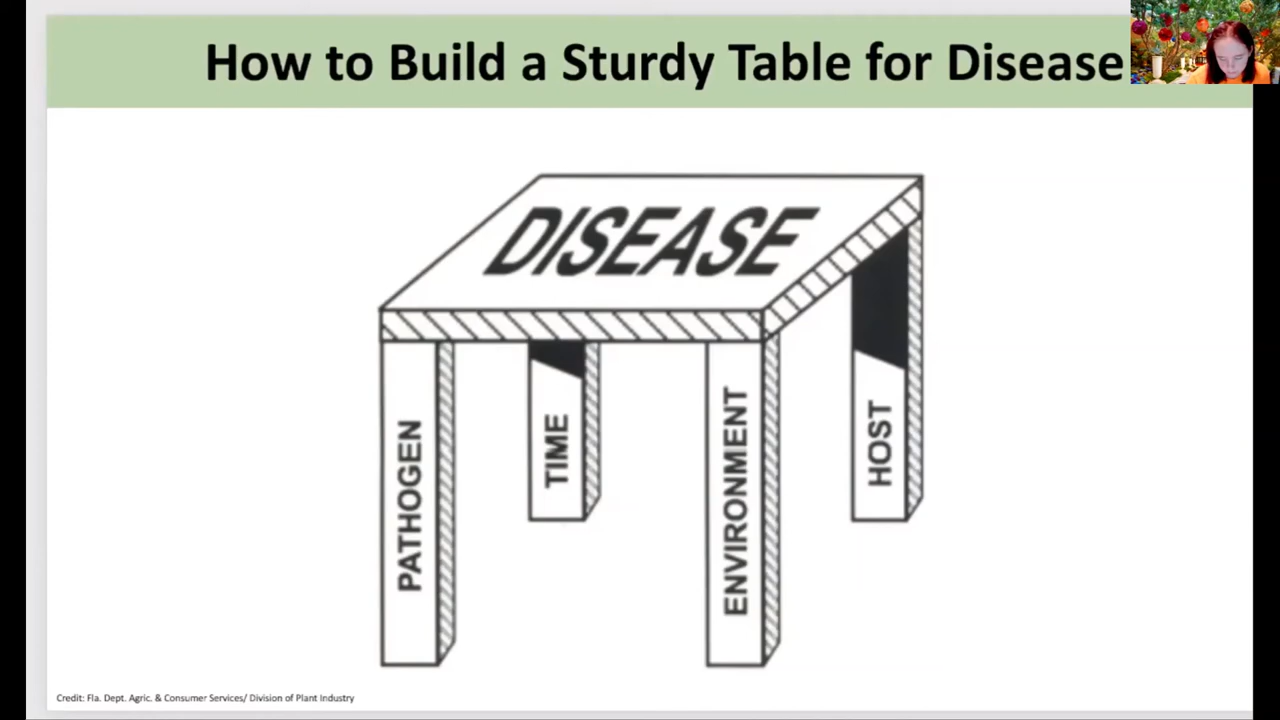 How to Build a Sturdy Table for Disease
DISEASE
PATHOGEN
TIME
ENVIRONMENT
HOST
Credit: Fla. Dept. Agric. & Consumer Services/ Division of Plant Industry